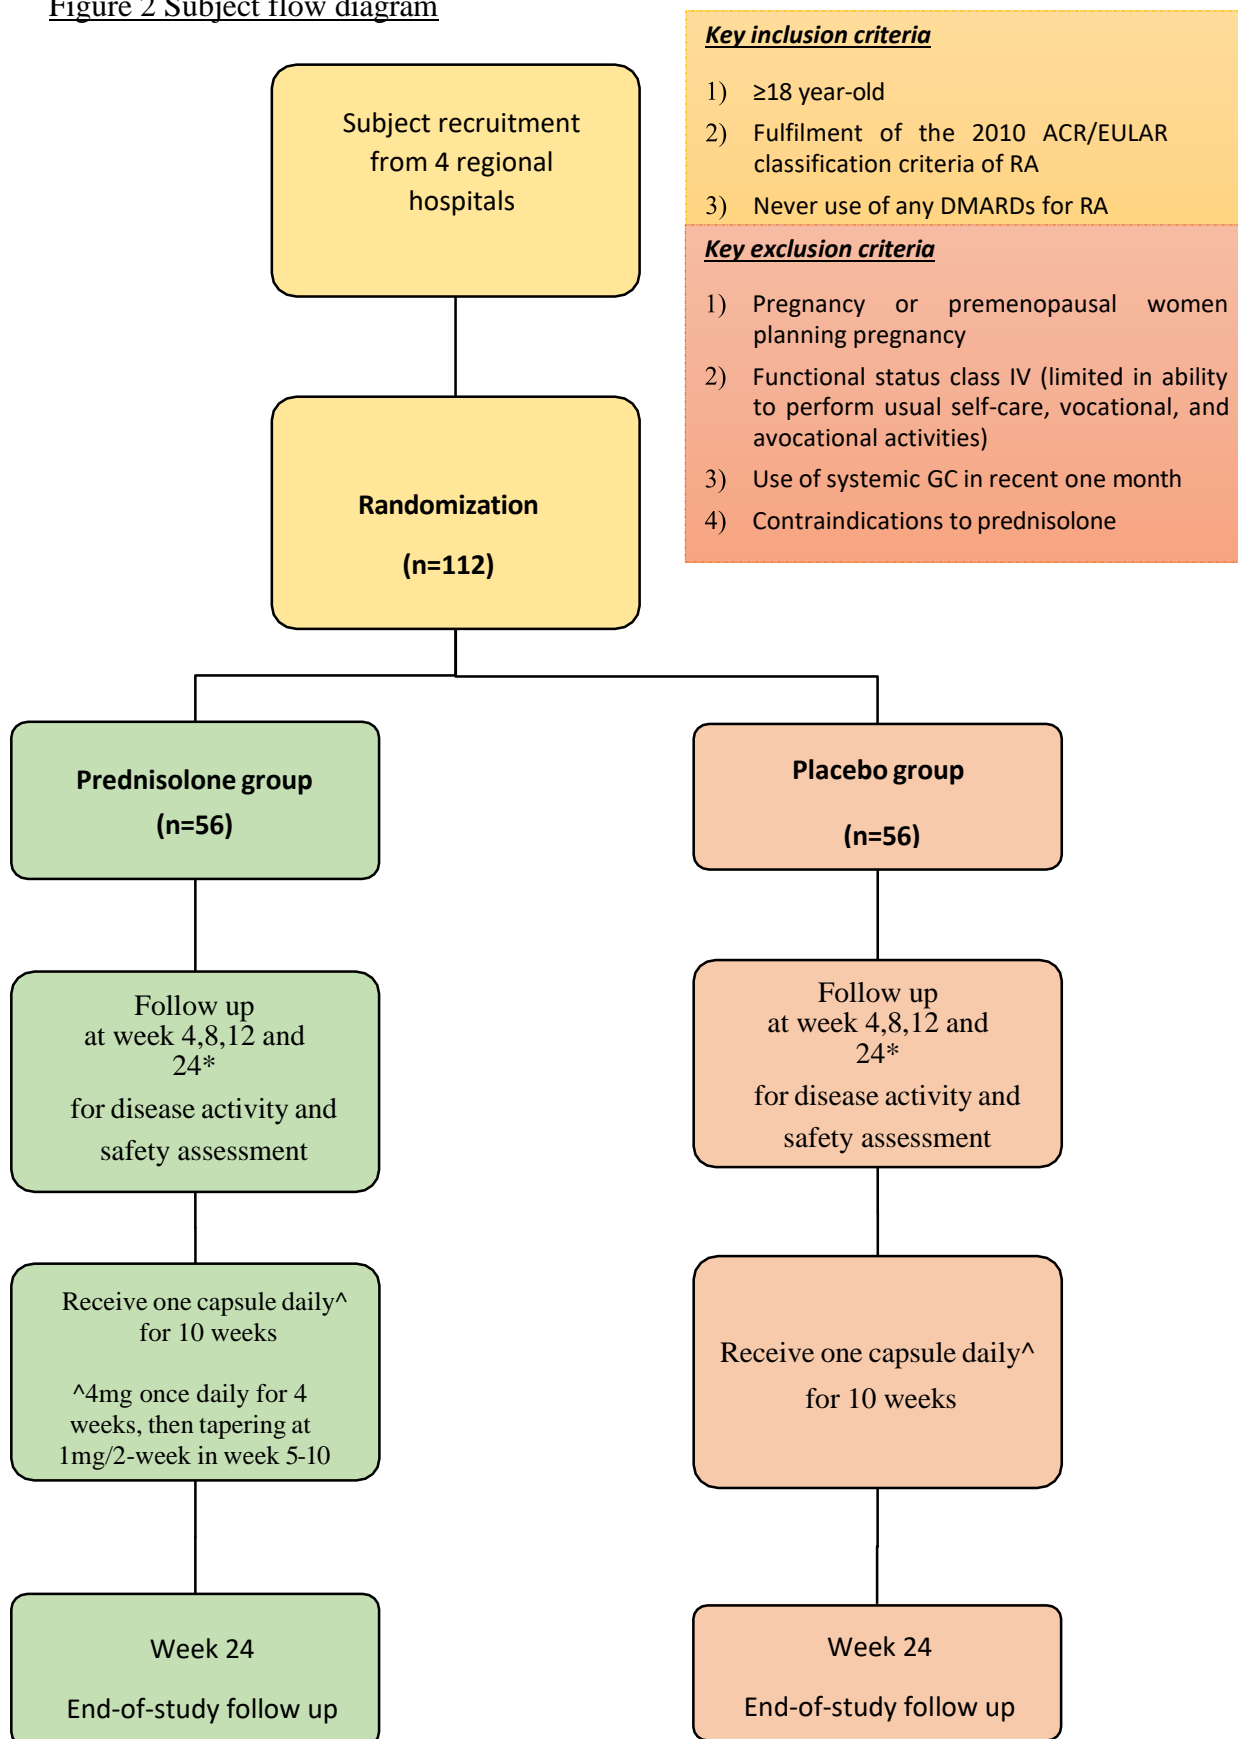 Figure 2 Subject flow diagram
Key inclusion criteria
1) ≥18 year-old
2) Fulfilment of the 2010 ACR/EULAR
classification criteria of RA
3) Never use of any DMARDs for RA
Key exclusion criteria
1) Pregnancy or premenopausal women
planning pregnancy
2) Functional status class IV (limited in ability
to perform usual self-care, vocational, and
avocational activities)
3) Use of systemic GC in recent one month
4) Contraindications to prednisolone
Subject recruitment
from 4 regional
hospitals
Randomization
(n=112)
Prednisolone group
(n=56)
Placebo group
(n=56)
Follow up
at week 4,8,12 and
24*
for disease activity and
safety assessment
Follow up
at week 4,8,12 and
24*
for disease activity and
safety assessment
Receive one capsule daily^
for 10 weeks
^4mg once daily for 4
weeks, then tapering at
1mg/2-week in week 5-10
Receive one capsule daily^
for 10 weeks
Week 24
End-of-study follow up
Week 24
End-of-study follow up